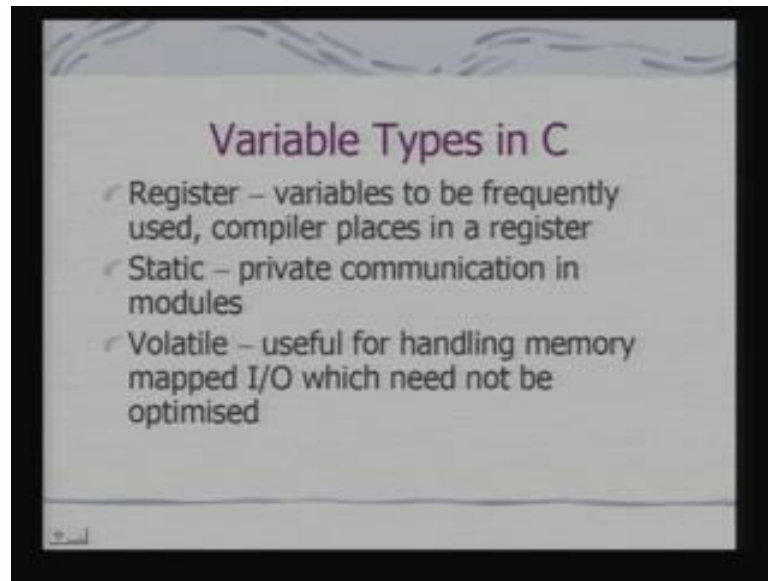 Variable Types in C
Register – variables to be frequently
used, compiler places in a register
Static – private communication in
modules
Volatile – useful for handling memory
mapped I/O which need not be
optimised